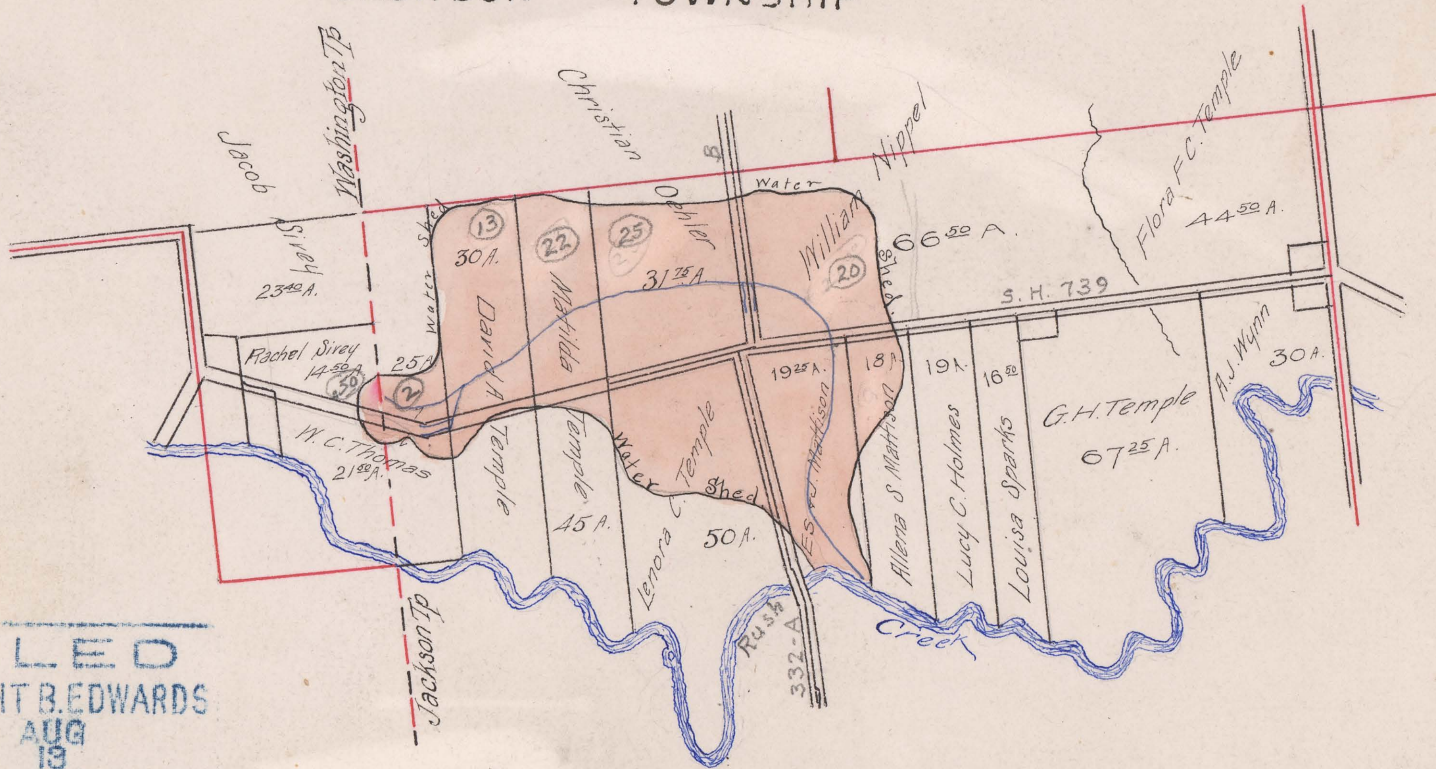 TOWNSHIP
Washington Tp
Jacob Sirey
23 40 A.
Christian Oehler
31 75 A
B
William Nippel
66 50 A.
Flora F C. Temple
44 50 A.
Water Shed
Water
Shed
Water Shed
13
30 A.
David A Temple
22
Matilda Temple
45 A.
25
20
S. H. 739
Rachel Sirey
14 50 A
.50
25 A
2
W. C. Thomas
21 A.
Lenora C. Temple
50 A.
19 25 A.
ES & J. Mattison
18 A
Allena S Mattison
19 A.
Lucy C. Holmes
16 50
Louisa Sparks
G. H. Temple
67 25 A.
A. J. Wynn
30 A.
Jackson Tp
Rush Creek
332-A
LED
B. EDWARDS
AUG
13